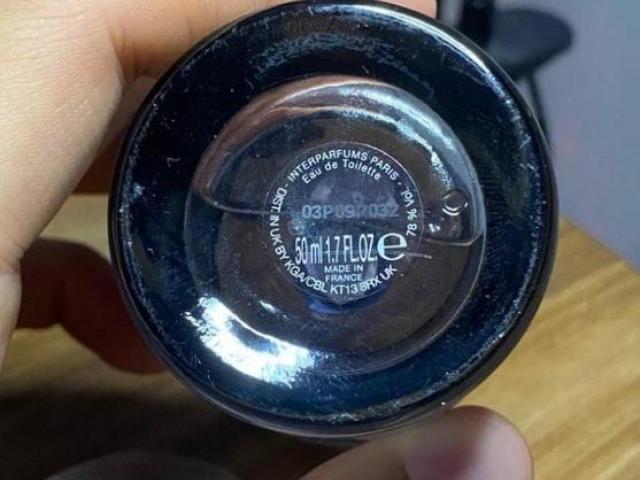 INTERPARFUMS PARIS -
Eau de Toilette
78 % Vol.
50 ml 1.7 FL.OZ. e
MADE IN
FRANCE
DIST. IN UK BY KGA/CBL KT13 8RX UK